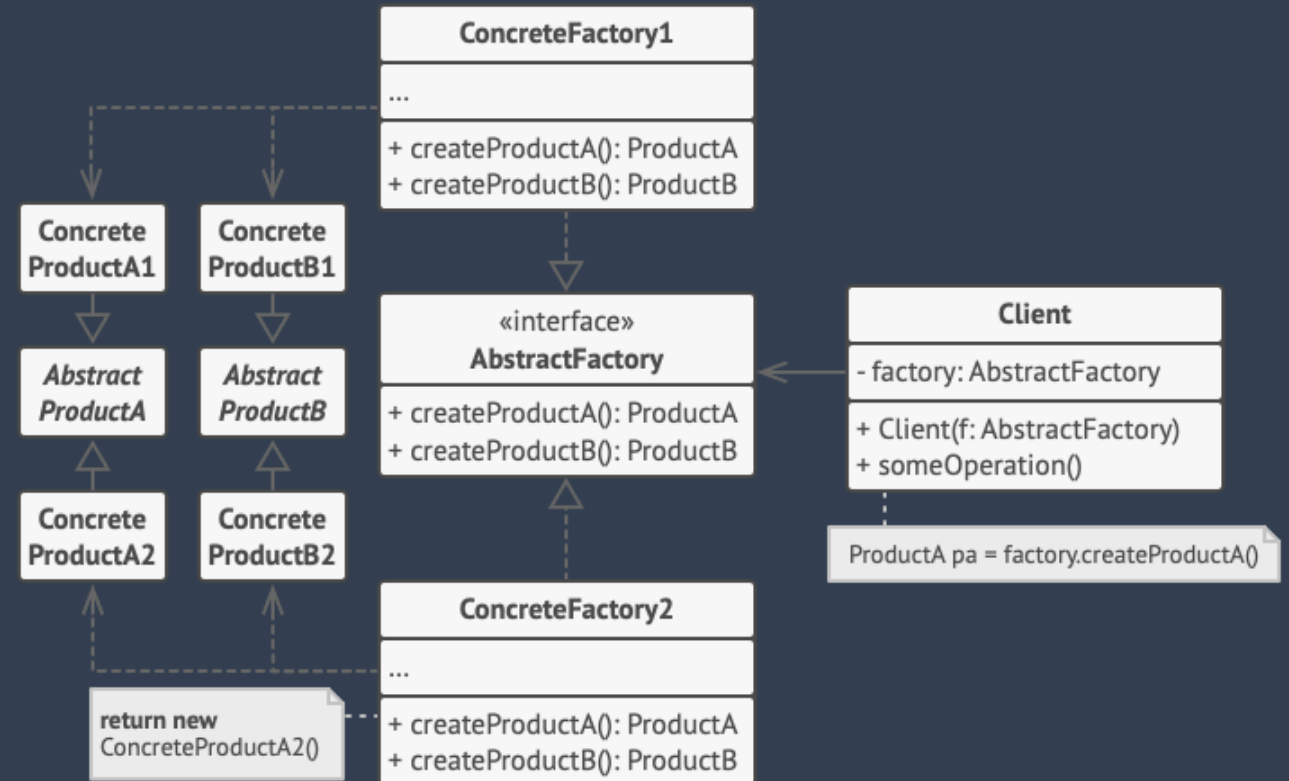 ConcreteFactory1
...
+ createProductA(): ProductA
+ createProductB(): ProductB
Concrete
ProductA1
Concrete
ProductB1
Abstract
ProductA
Abstract
ProductB
Concrete
ProductA2
Concrete
ProductB2
«interface»
AbstractFactory
+ createProductA(): ProductA
+ createProductB(): ProductB
Client
- factory: AbstractFactory
+ Client(f: AbstractFactory)
+ someOperation()
ProductA pa = factory.createProductA()
ConcreteFactory2
...
+ createProductA(): ProductA
+ createProductB(): ProductB
return new
ConcreteProductA2()